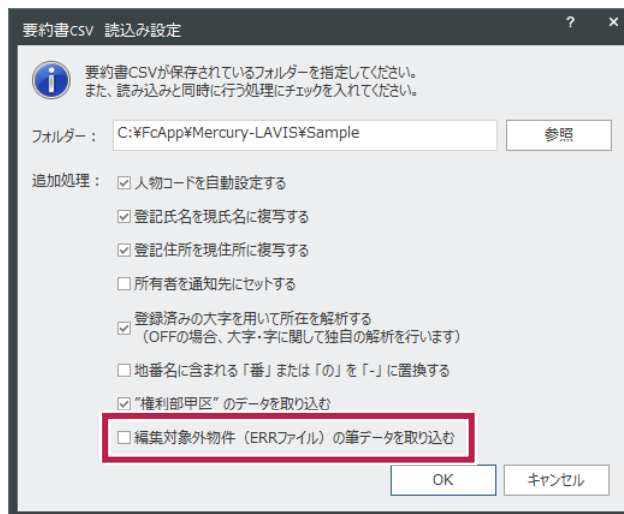 要約書CSV 読込み設定
? ×
要約書CSVが保存されているフォルダーを指定してください。
また、読み込みと同時に行う処理にチェックを入れてください。
フォルダー： C:¥FcApp¥Mercury-LAVIS¥Sample 参照
追加処理： 人物コードを自動設定する
登記氏名を現氏名に複写する
登記住所を現住所に複写する
所有者を通知先にセットする
登録済みの大字を用いて所在を解析する
（OFFの場合、大字・字に関して独自の解析を行います）
地番名に含まれる「番」または「の」を「-」に置換する
"権利部甲区" のデータを取り込む
編集対象外物件（ERRファイル）の筆データを取り込む
OK キャンセル